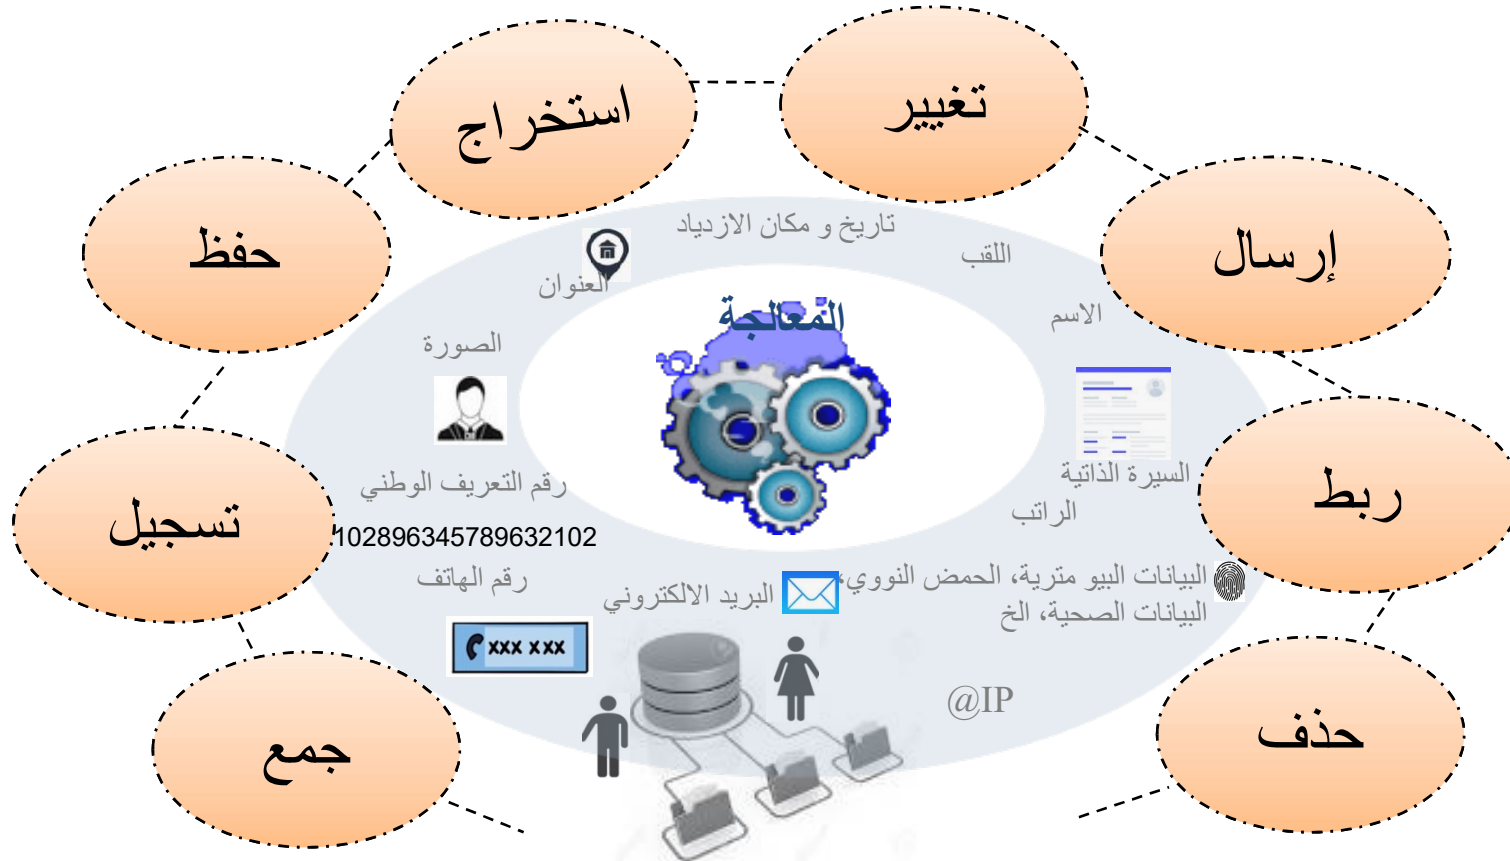 تغيير
استخراج
إرسال
حفظ
تاريخ و مكان الازدياد
اللقب
العنوان
الاسم
المعالجة
الصورة
السيرة الذاتية
ربط
رقم التعريف الوطني
الراتب
تسجيل
102896345789632102
رقم الهاتف
البيانات البيو مترية، الحمض النووي،
البريد الالكتروني
البيانات الصحية، الخ
xxx xxx
@IP
حذف
جمع